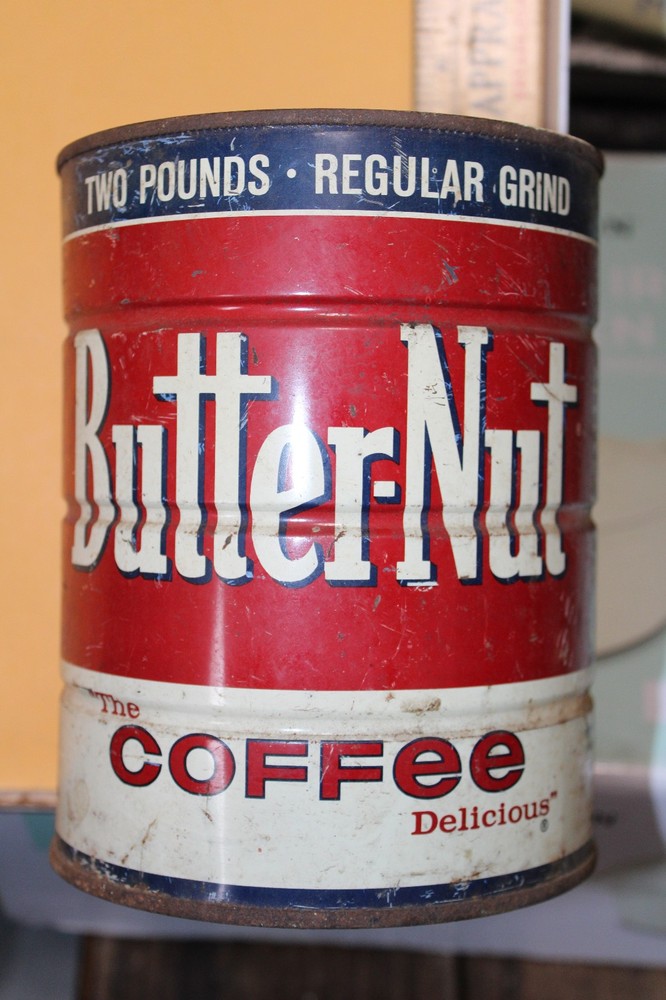 TWO POUNDS · REGULAR GRIND
Butter-Nut
"The
COFFee
Delicious"
®